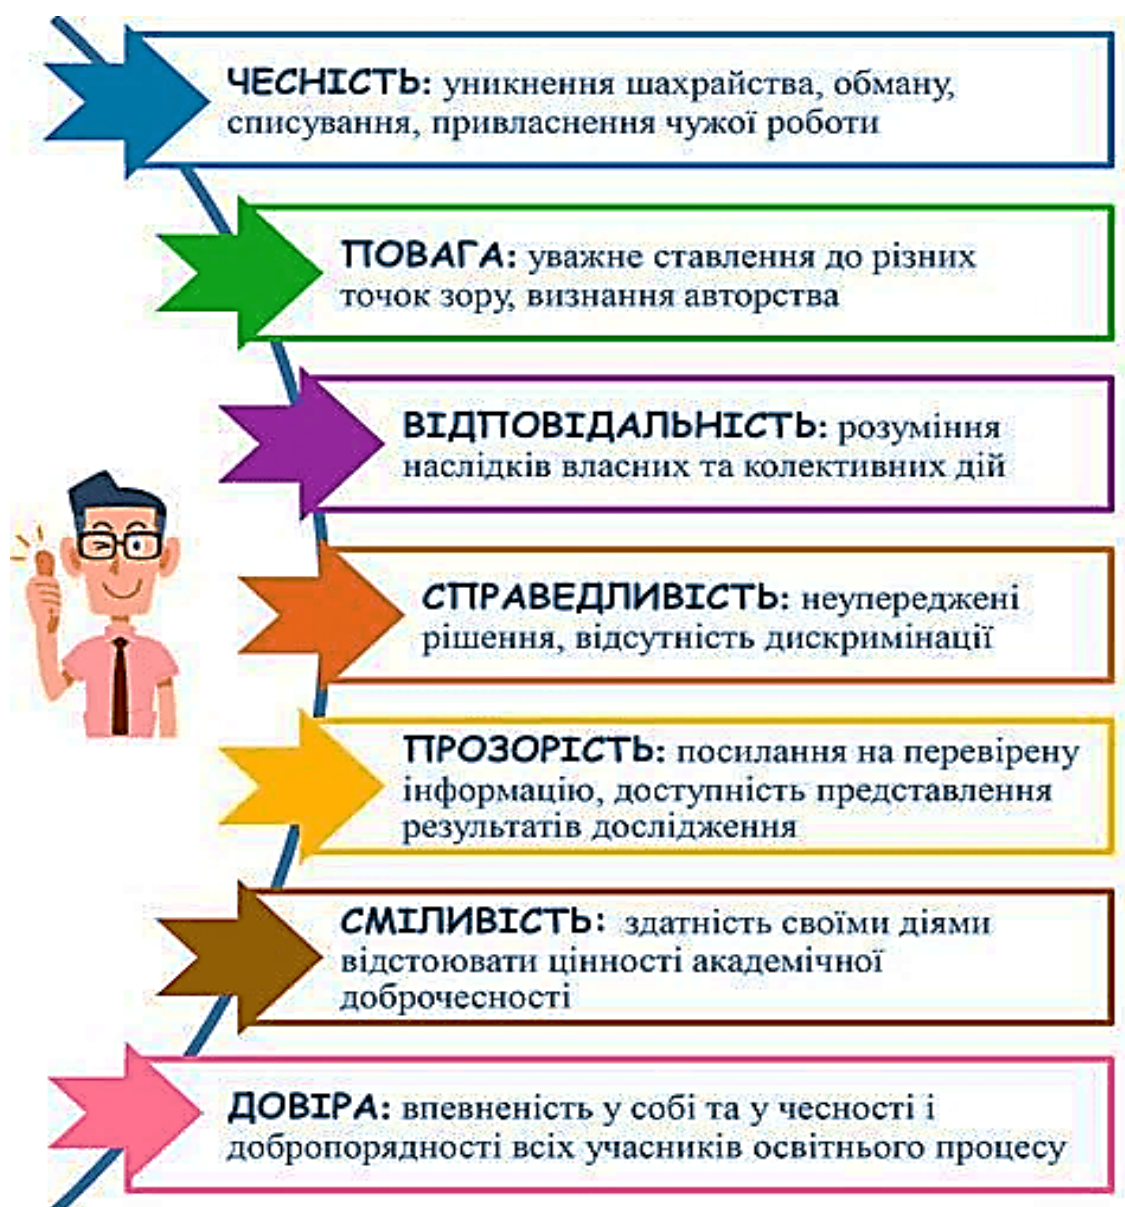 ЧЕСНІСТЬ: уникнення шахрайства, обману,
списування, привласнення чужої роботи
ПОВАГА: уважне ставлення до різних
точок зору, визнання авторства
ВІДПОВІДАЛЬНІСТЬ: розуміння
наслідків власних та колективних дій
СПРАВЕДЛИВІСТЬ: неупереджені
рішення, відсутність дискримінації
ПРОЗОРІСТЬ: посилання на перевірену
інформацію, доступність представлення
результатів дослідження
СМІЛИВІСТЬ: здатність своїми діями
відстоювати цінності академічної
доброчесності
ДОВІРА: впевненість у собі та у чесності і
добропорядності всіх учасників освітнього процесу